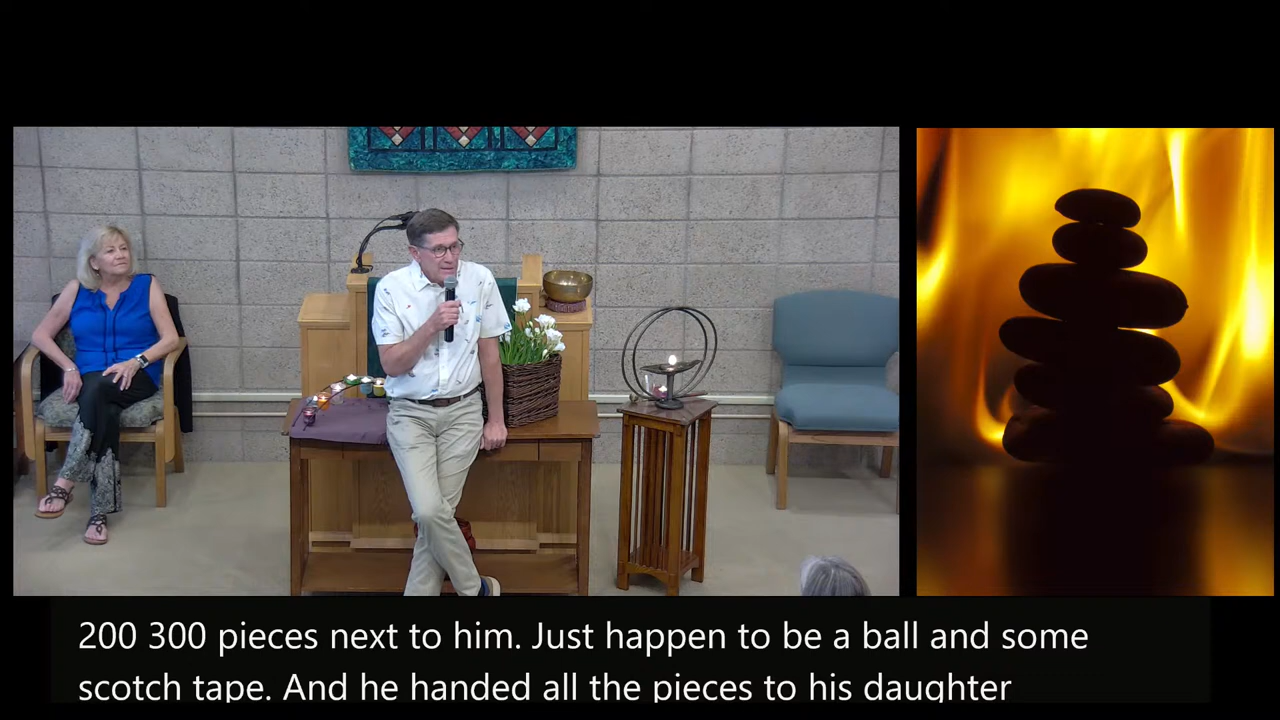 200 300 pieces next to him. Just happen to be a ball and some
scotch tape. And he handed all the pieces to his daughter